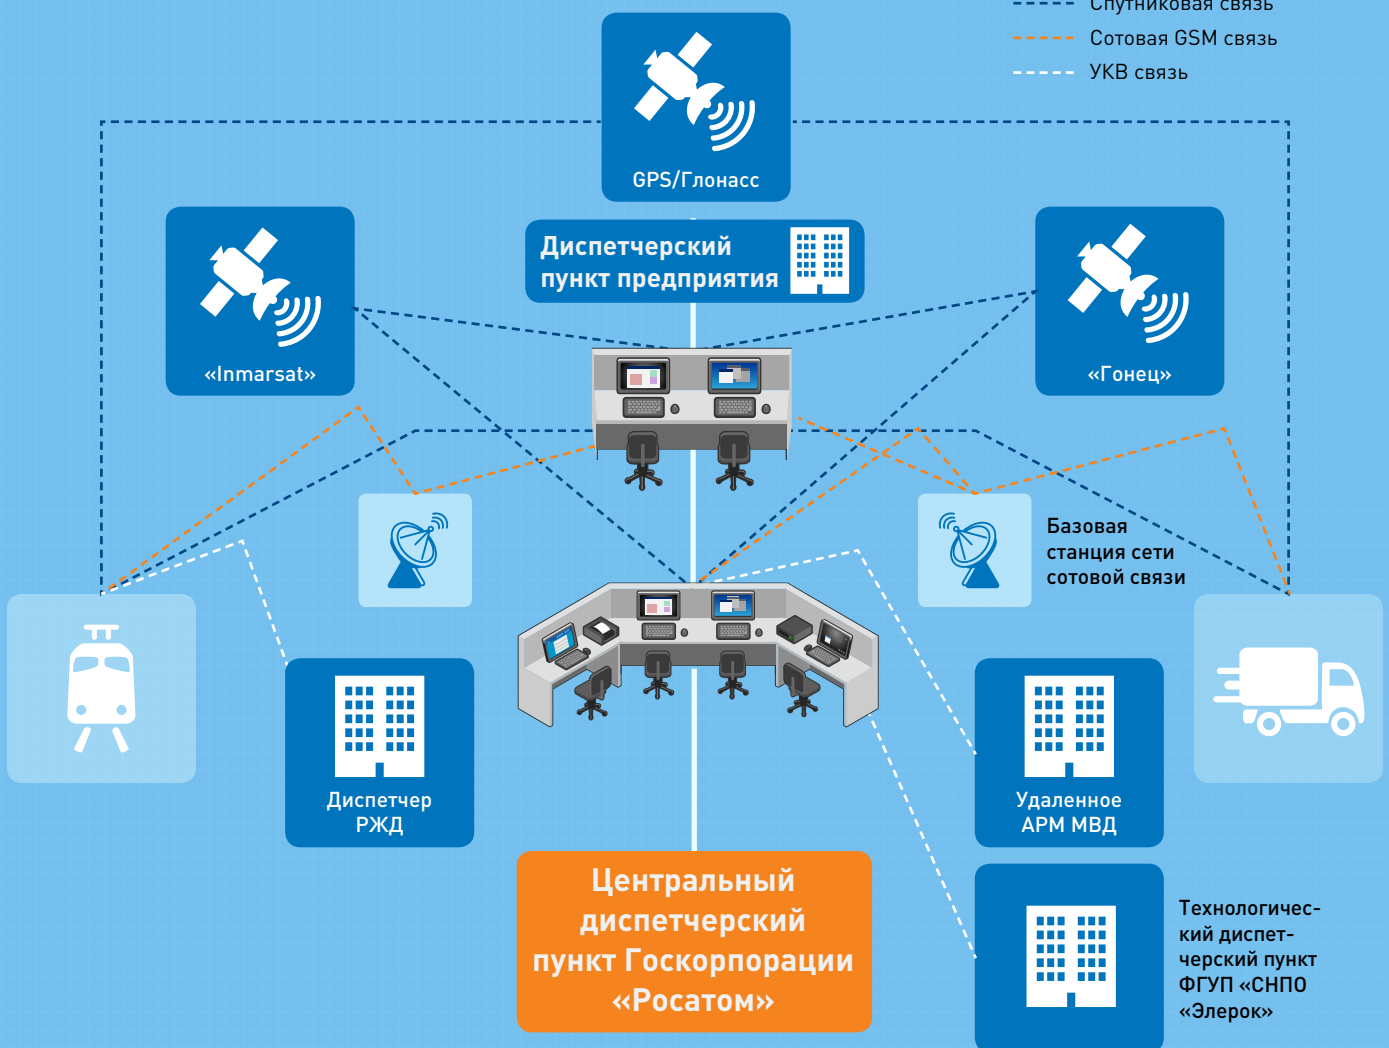 Спутниковая связь
Сотовая GSM связь
УКВ связь
GPS/Глонасс
Диспетчерский
пункт предприятия
«Inmarsat»
«Гонец»
Базовая
станция сети
сотовой связи
Диспетчер
РЖД
Удаленное
АРМ МВД
Центральный
диспетчерский
пункт Госкорпорации
«Росатом»
Технологичес-
кий диспет-
черский пункт
ФГУП «СНПО
«Элерок»